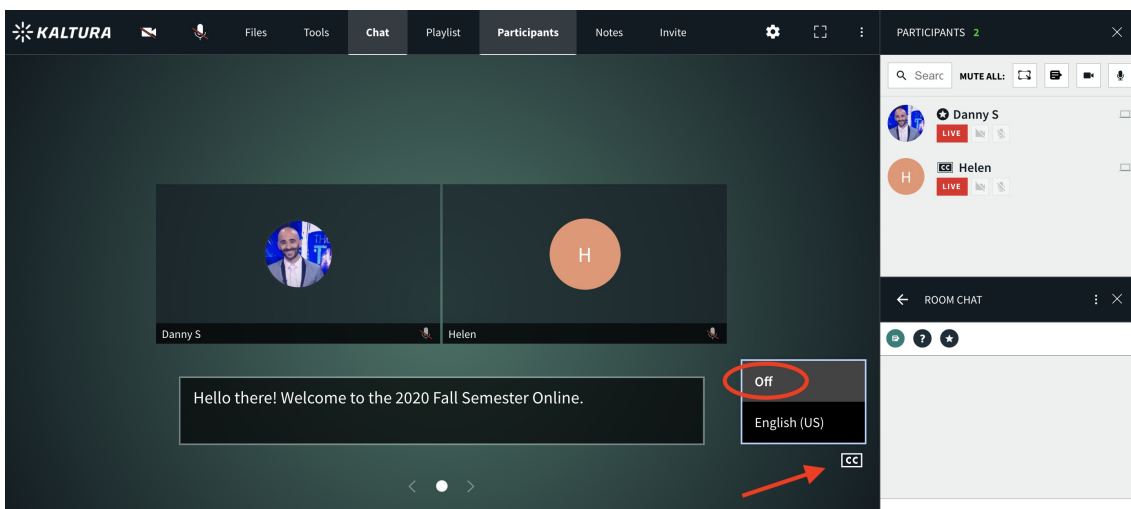 KALTURA
Files Tools Chat Playlist Participants Notes Invite
PARTICIPANTS 2
Searc MUTE ALL:
Danny S
LIVE
CC Helen
H
LIVE
H
Danny S
Helen
ROOM CHAT
?
Off
Hello there! Welcome to the 2020 Fall Semester Online.
English (US)
CC